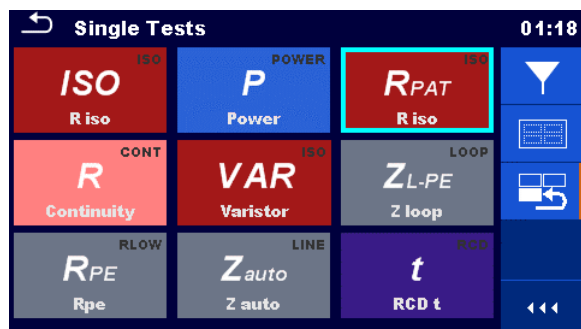 Single Tests 01:18
ISO POWER ISO
ISO P RPAT
R iso Power R iso
CONT ISO LOOP
R VAR ZL-PE
Continuity Varistor Z loop
RLOW LINE RCD
RPE Zauto t
Rpe Z auto RCD t